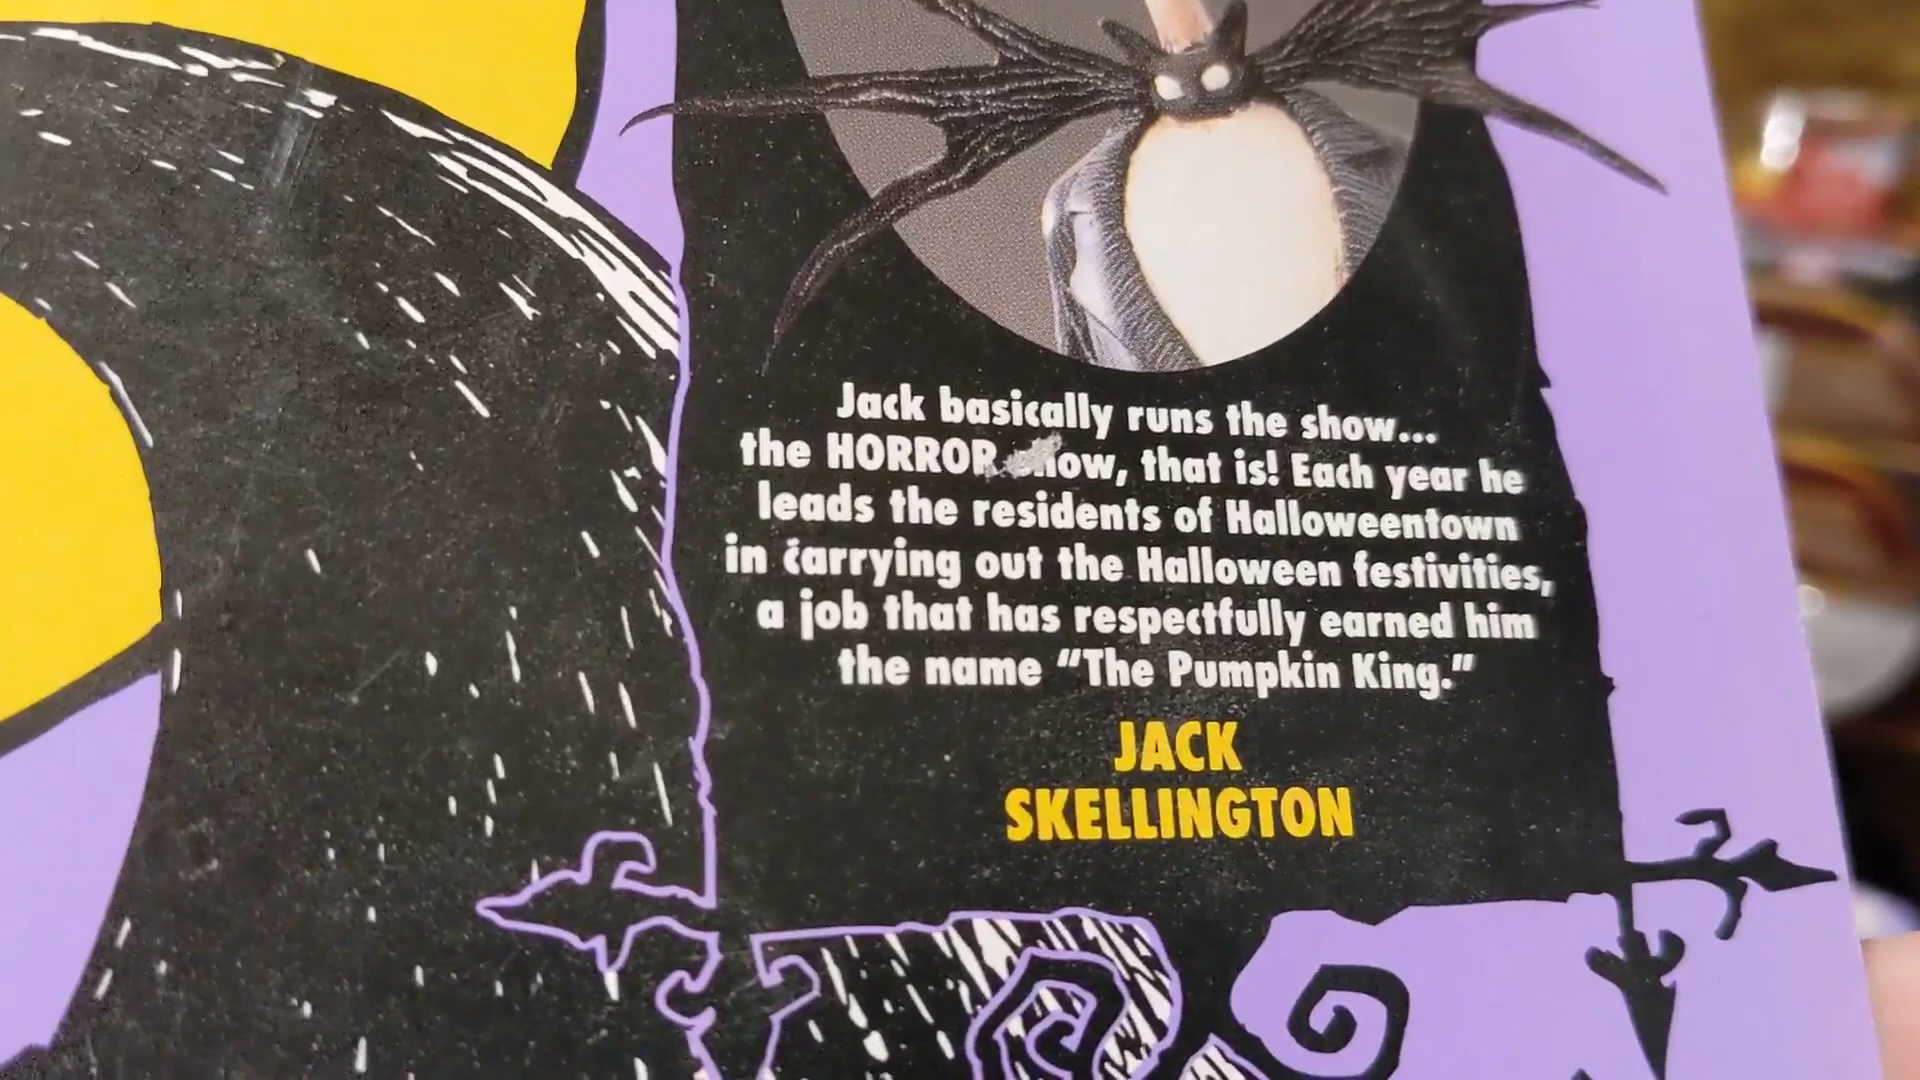 Jack basically runs the show...
the HORROR show, that is! Each year he
leads the residents of Halloweentown
in carrying out the Halloween festivities,
a job that has respectfully earned him
the name “The Pumpkin King.”
JACK
SKELLINGTON